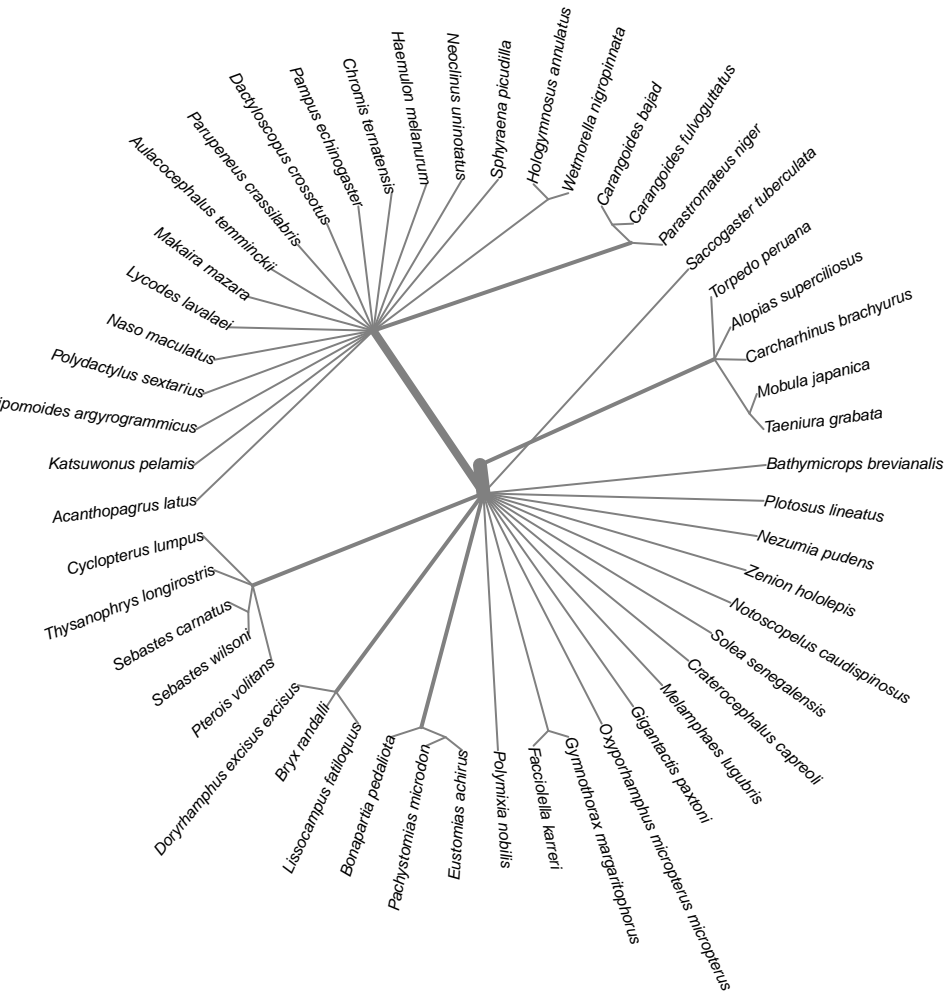 Hologymnosus annulatus
Wetmorella nigropinnata
Carangoides bajad
Carangoides fulvoguttatus
Parastromateus niger
Saccogaster tuberculata
Torpedo peruana
Alopias superciliosus
Carcharhinus brachyurus
Mobula japanica
Taeniura grabata
Bathymicrops brevianalis
Plotosus lineatus
Nezumia pudens
Zenion hololepis
Notoscopelus caudispinosus
Solea senegalensis
Craterocephalus capreoli
Melamphaes lugubris
Gigantactis paxtoni
Oxyporhamphus micropterus micropterus
Gymnothorax margaritophorus
Facciolella karreri
Polymixia nobilis
Eustomias achirus
Pachystomias microdon
Bonapartia pedaliota
Lissocampus fatiloquus
Bryx randalli
Doryrhamphus excisus excisus
Pterois volitans
Sebastes wilsoni
Sebastes carnatus
Thysanophrys longirostris
Cyclopterus lumpus
Acanthopagrus latus
Katsuwonus pelamis
ipomoides argyrogrammicus
Polydactylus sextarius
Naso maculatus
Lycodes lavalaei
Makaira mazara
Aulacocephalus temminckii
Parupeneus crassilabris
Dactyloscopus crossotus
Pampus echinogaster
Chromis ternatensis
Haemulon melanurum
Neoclinus uninotatus
Sphyraena picudilla